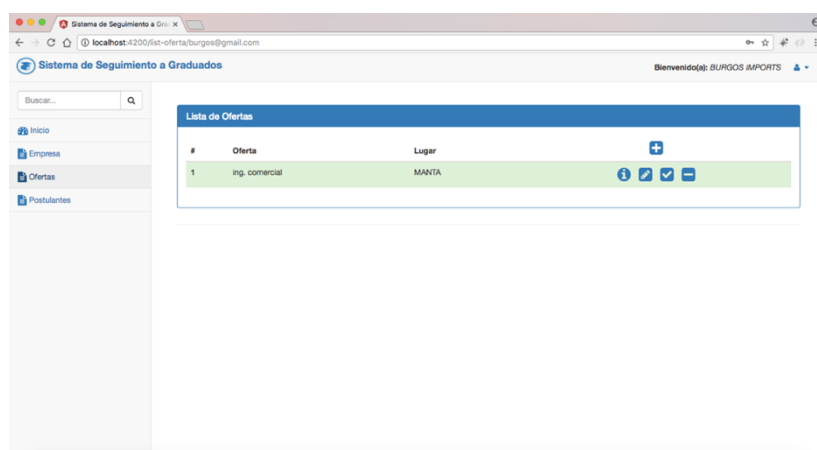 Sistema de Seguimiento a Gra
localhost:4200/list-oferta/burgos@gmail.com
Sistema de Seguimiento a Graduados
Bienvenido(a): BURGOS IMPORTS
Buscar...
Inicio
Empresa
Ofertas
Postulantes
Lista de Ofertas
# Oferta Lugar
1 ing. comercial MANTA